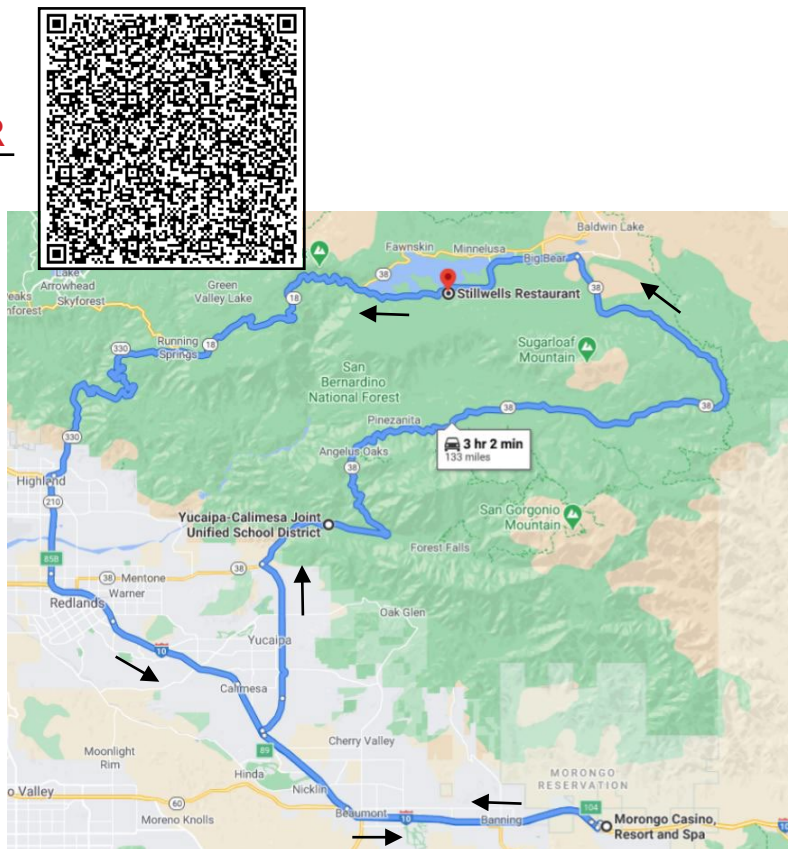 R
Baldwin Lake
Fawnskin
Minnelusa
Big Bear
38
Lake
Arrowhead
Skyforest
Green
Valley Lake
18
Stillwells Restaurant
38
330
Running
Springs
18
Sugarloaf
Mountain
San
Bernardino
National Forest
38
38
Pinezanita
3 hr 2 min
133 miles
330
Angelus Oaks
38
Highland
210
Yucaipa-Calimesa Joint
Unified School District
San Gorgonio
Mountain
Forest Falls
85B
38
Mentone
38
Warner
Redlands
Oak Glen
10
Yucaipa
Calimesa
Cherry Valley
89
Moonlight
Rim
Hinda
MORONGO
RESERVATION
o Valley
Nicklin
60
Moreno Knolls
Beaumont
10
Banning
104
Morongo Casino,
Resort and Spa
10